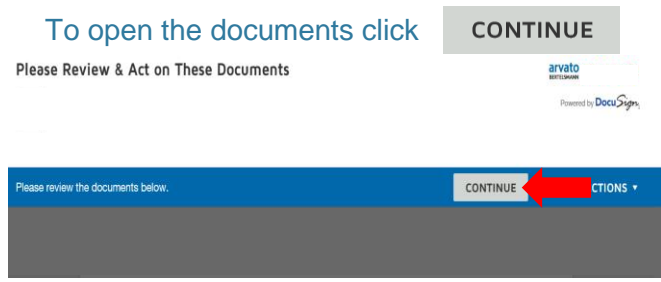 To open the documents click CONTINUE
Please Review & Act on These Documents
arvato
BERTELSMANN
Powered by DocuSign
Please review the documents below.
CONTINUE
CTIONS